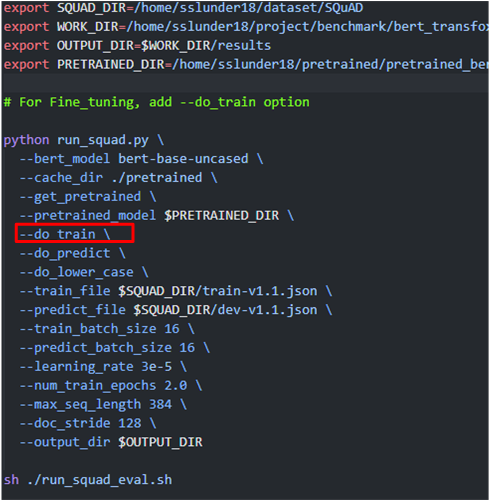 export SQUAD_DIR=/home/sslunder18/dataset/SQuAD
export WORK_DIR=/home/sslunder18/project/benchmark/bert_transfo
export OUTPUT_DIR=$WORK_DIR/results
export PRETRAINED_DIR=/home/sslunder18/pretrained/pretrained_ber
# For Fine_tuning, add --do_train option
python run_squad.py \
--bert_model bert-base-uncased \
--cache_dir ./pretrained \
--get_pretrained \
--pretrained_model $PRETRAINED_DIR \
--do_train \
--do_predict \
--do_lower_case \
--train_file $SQUAD_DIR/train-v1.1.json \
--predict_file $SQUAD_DIR/dev-v1.1.json \
--train_batch_size 16 \
--predict_batch_size 16 \
--learning_rate 3e-5 \
--num_train_epochs 2.0 \
--max_seq_length 384 \
--doc_stride 128 \
--output_dir $OUTPUT_DIR
sh ./run_squad_eval.sh